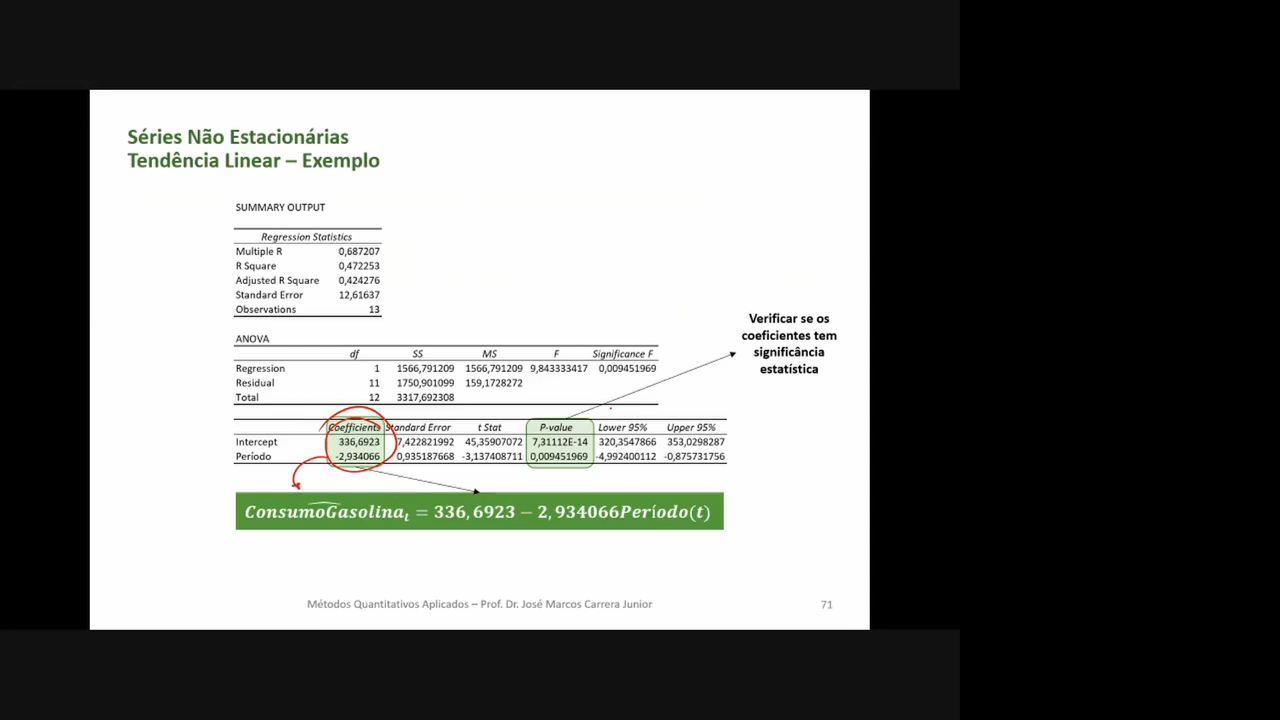 Séries Não Estacionárias
Tendência Linear – Exemplo
SUMMARY OUTPUT
Regression Statistics
Multiple R 0,687207
R Square 0,472253
Adjusted R Square 0,424276
Standard Error 12,61637
Observations 13
Verificar se os
coeficientes tem
significância
estatística
ANOVA
df SS MS F Significance F
Regression 1 1566,791209 1566,791209 9,843333417 0,009451969
Residual 11 1750,901099 159,1728272
Total 12 3317,692308
Coefficients Standard Error t Stat P-value Lower 95% Upper 95%
Intercept 336,6923 7,422821992 45,35907072 7,31112E-14 320,3547866 353,0298287
Período -2,934066 0,935187668 -3,137408711 0,009451969 -4,992400112 -0,875731756
ConsumoGasolinaₜ = 336,6923 − 2,934066Período(t)
Métodos Quantitativos Aplicados – Prof. Dr. José Marcos Carrera Junior
71